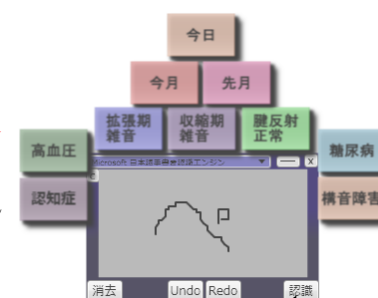 今日
今月 先月
拡張期雑音 収縮期雑音 腱反射正常
高血圧 糖尿病
Microsoft 日本語手書き認識エンジン X
認知症 構音障害
消去 Undo Redo 認識